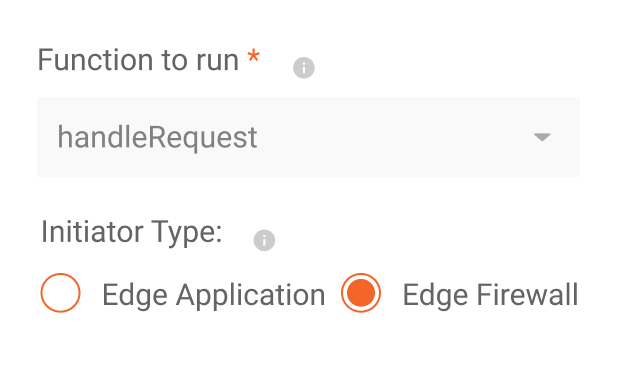 Function to run *
handleRequest
Initiator Type:
Edge Application Edge Firewall